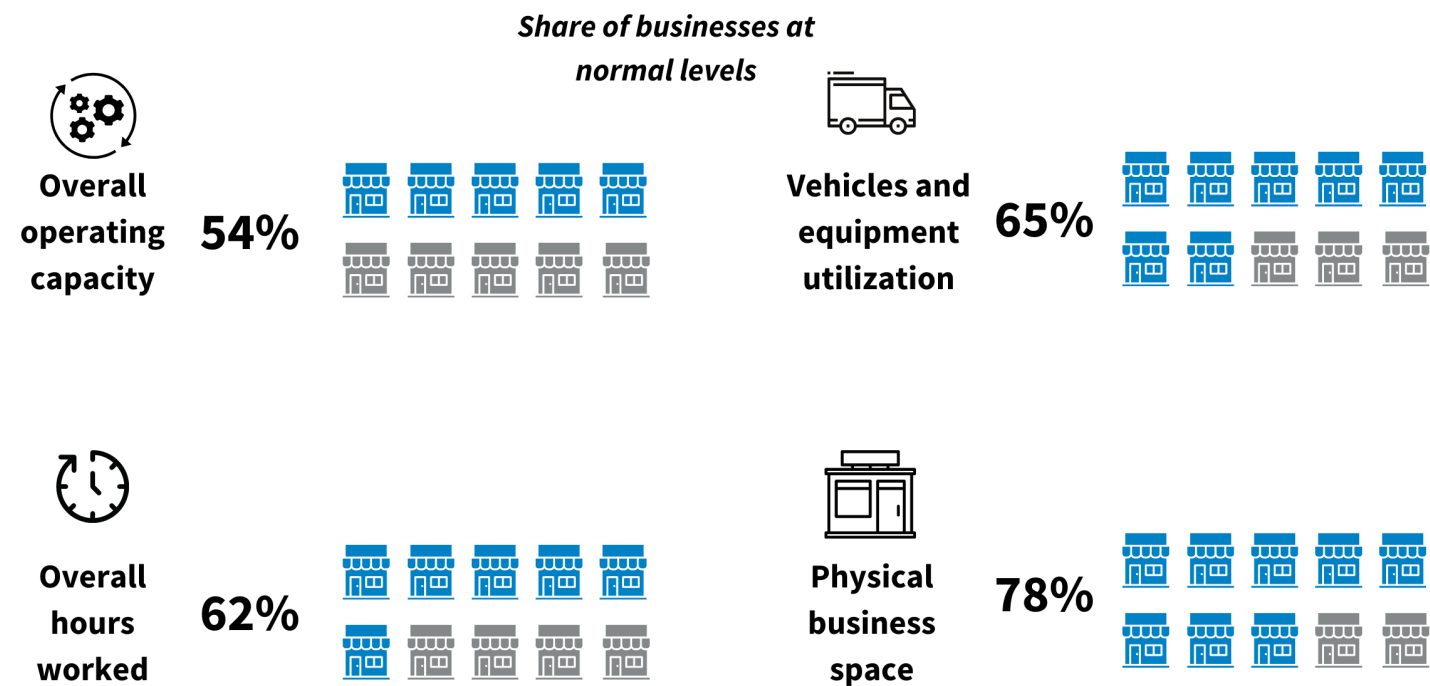 Share of businesses at
normal levels
Overall
operating
capacity
54%
Vehicles and
equipment
utilization
65%
Overall
hours
worked
62%
Physical
business
space
78%